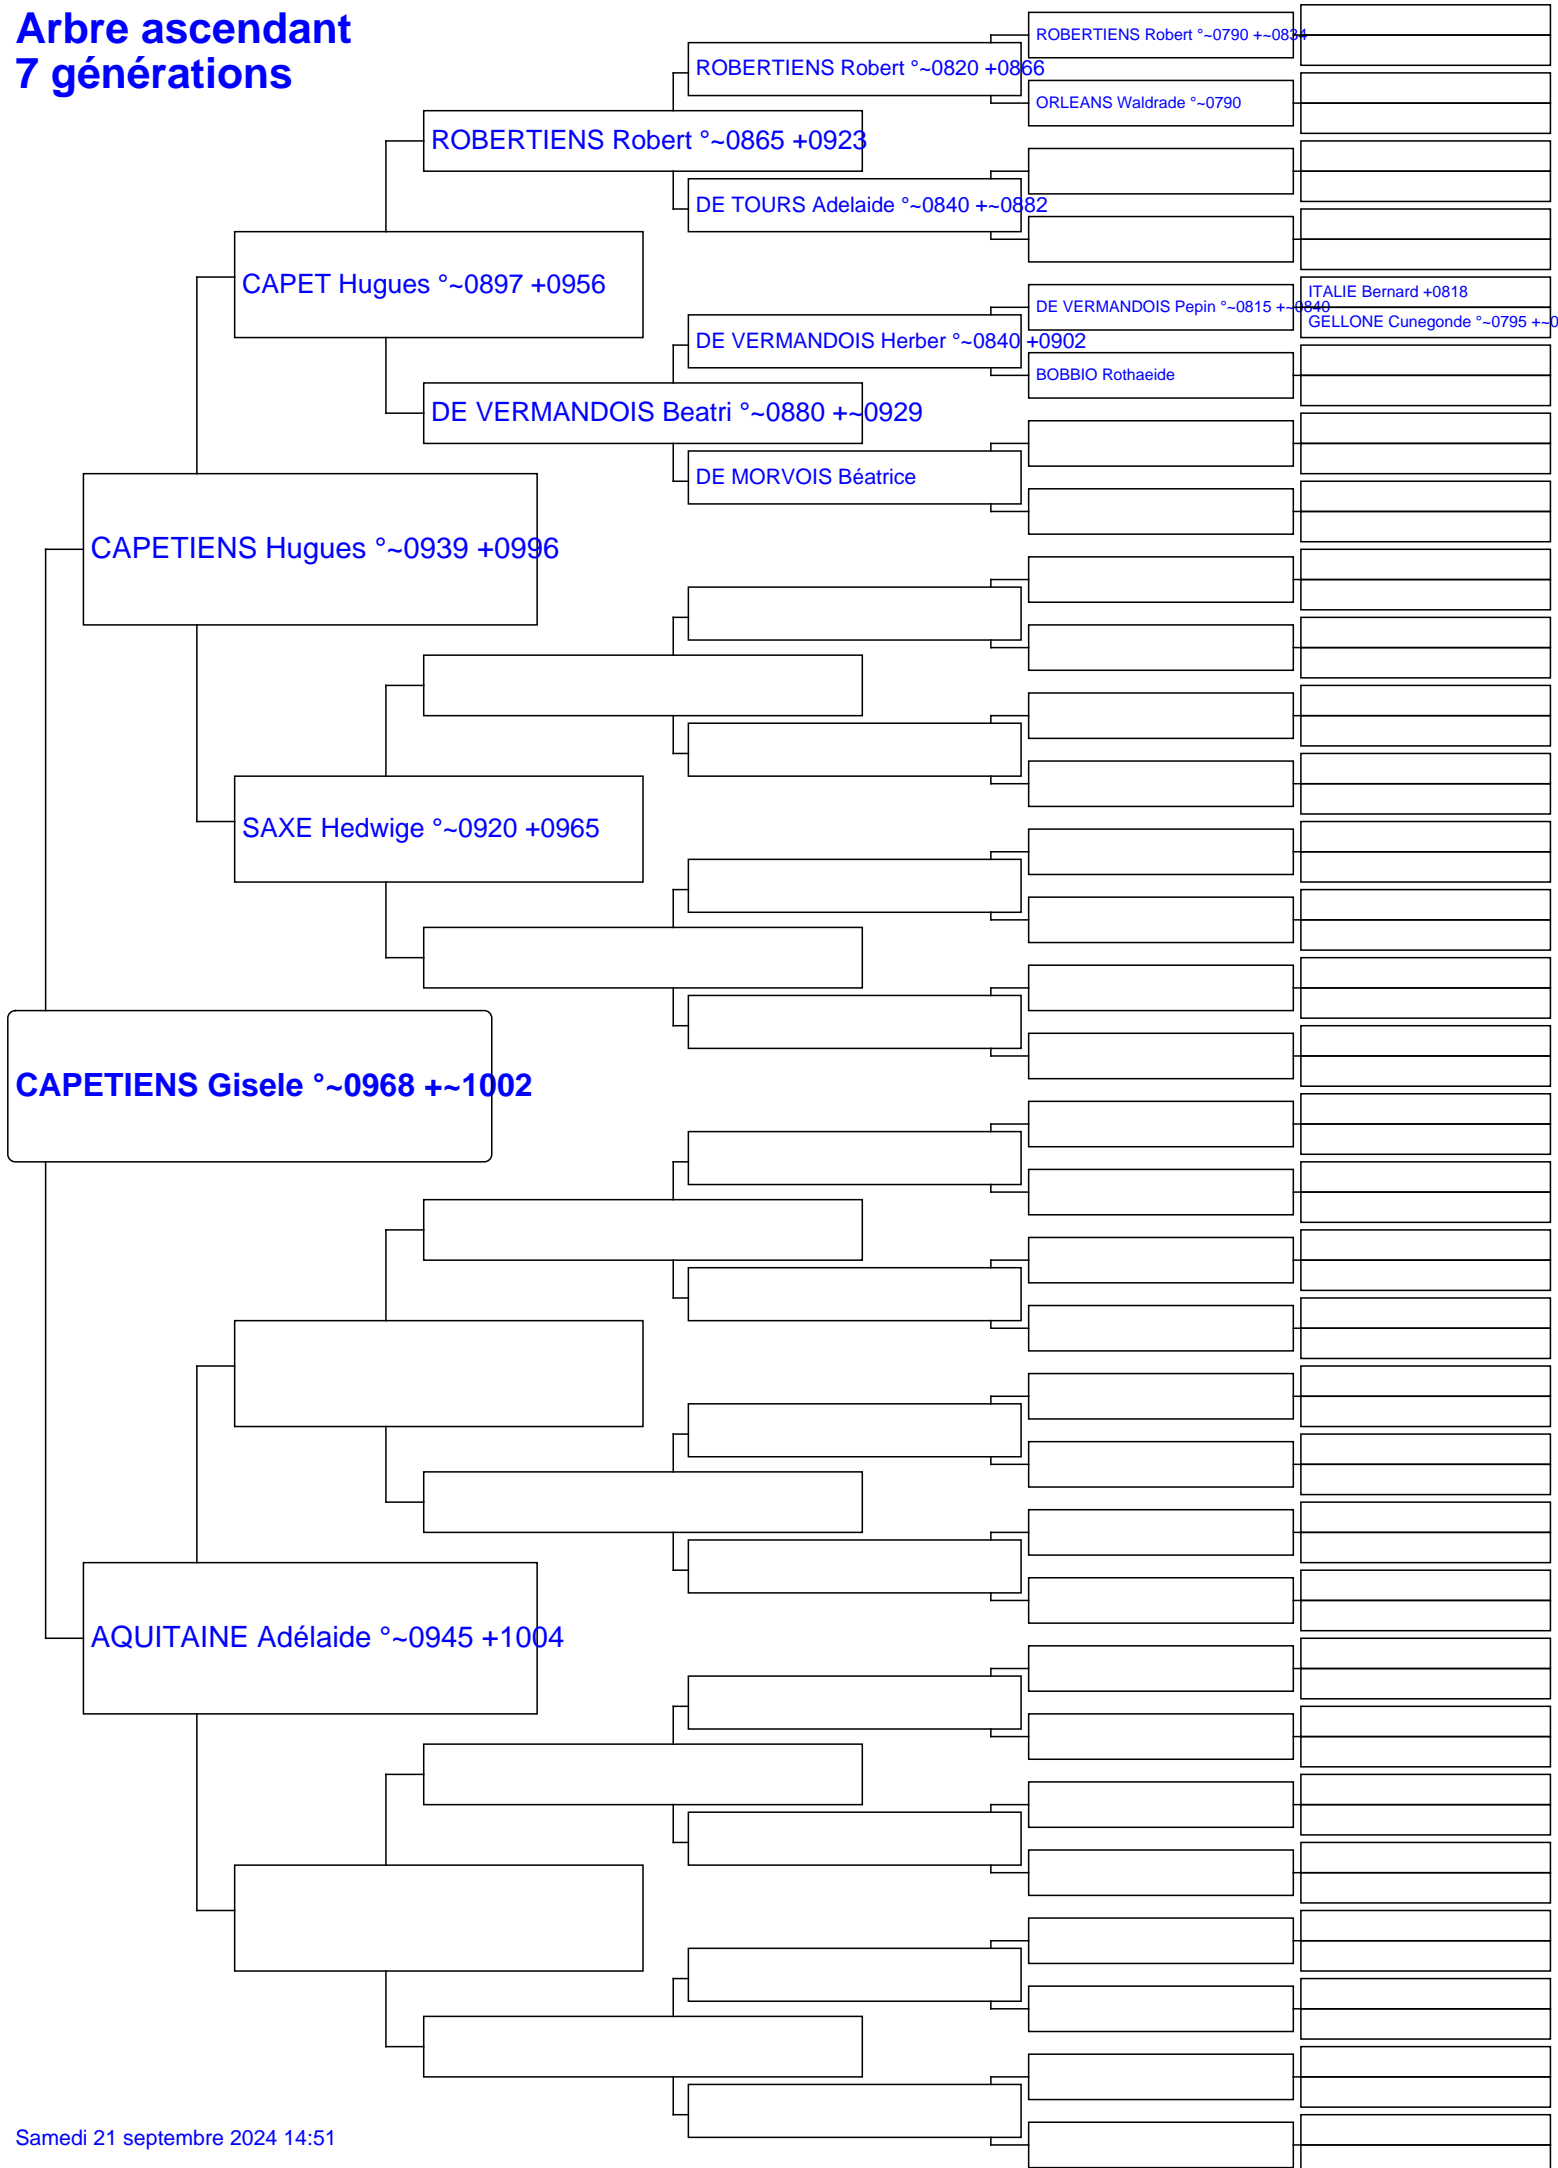 Arbre ascendant
7 générations
ROBERTIENS Robert °~0790 +~0834
ROBERTIENS Robert °~0820 +0866
ORLEANS Waldrade °~0790
ROBERTIENS Robert °~0865 +0923
DE TOURS Adelaide °~0840 +~0882
CAPET Hugues °~0897 +0956
ITALIE Bernard +0818
DE VERMANDOIS Pepin °~0815 +~0840
GELLONE Cunegonde °~0795 +~0
DE VERMANDOIS Herber °~0840 +0902
BOBBIO Rothaeide
DE VERMANDOIS Beatri °~0880 +~0929
DE MORVOIS Béatrice
CAPETIENS Hugues °~0939 +0996
SAXE Hedwige °~0920 +0965
CAPETIENS Gisele °~0968 +~1002
AQUITAINE Adélaide °~0945 +1004
Samedi 21 septembre 2024 14:51